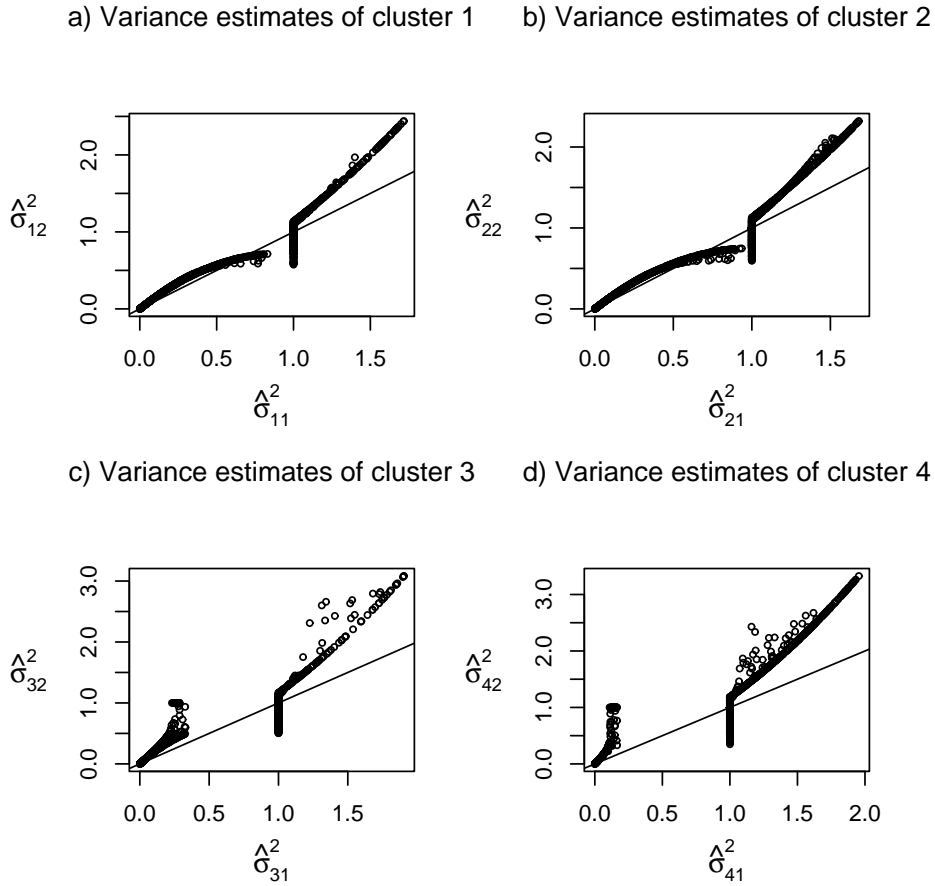 a) Variance estimates of cluster 1
2.0
1.0
0.0
σ̂²₁₂
0.0 0.5 1.0 1.5
σ̂²₁₁
b) Variance estimates of cluster 2
2.0
1.0
0.0
σ̂²₂₂
0.0 0.5 1.0 1.5
σ̂²₂₁
c) Variance estimates of cluster 3
3.0
2.0
1.0
0.0
σ̂²₃₂
0.0 0.5 1.0 1.5
σ̂²₃₁
d) Variance estimates of cluster 4
3.0
2.0
1.0
0.0
σ̂²₄₂
0.0 0.5 1.0 1.5 2.0
σ̂²₄₁